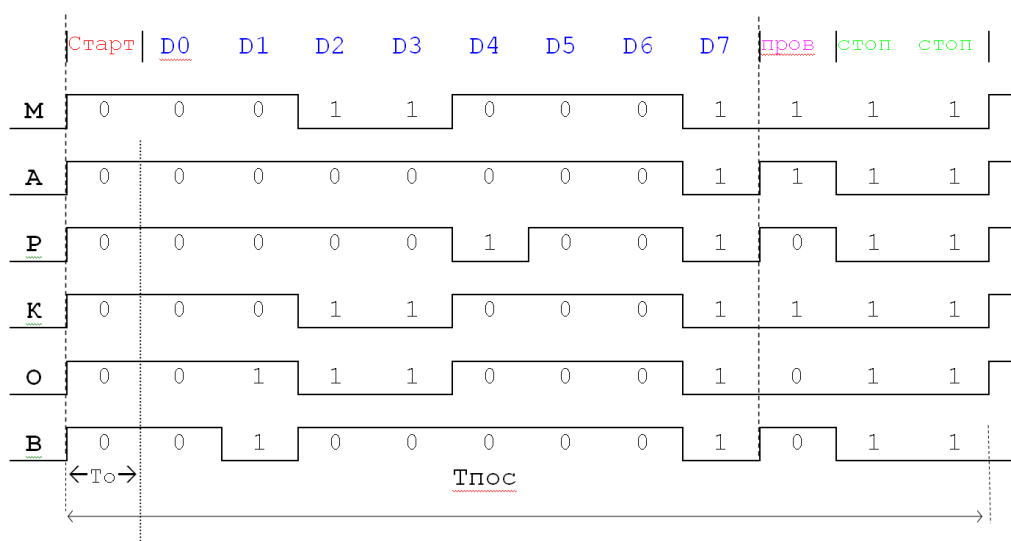 Старт D0 D1 D2 D3 D4 D5 D6 D7 пров стоп стоп
М 0 0 0 1 1 0 0 0 1 1 1 1
А 0 0 0 0 0 0 0 0 1 1 1 1
Р 0 0 0 0 0 1 0 0 1 0 1 1
К 0 0 0 1 1 0 0 0 1 1 1 1
О 0 0 1 1 1 0 0 0 1 0 1 1
В 0 0 1 0 0 0 0 0 1 0 1 1
←То→ Тпос